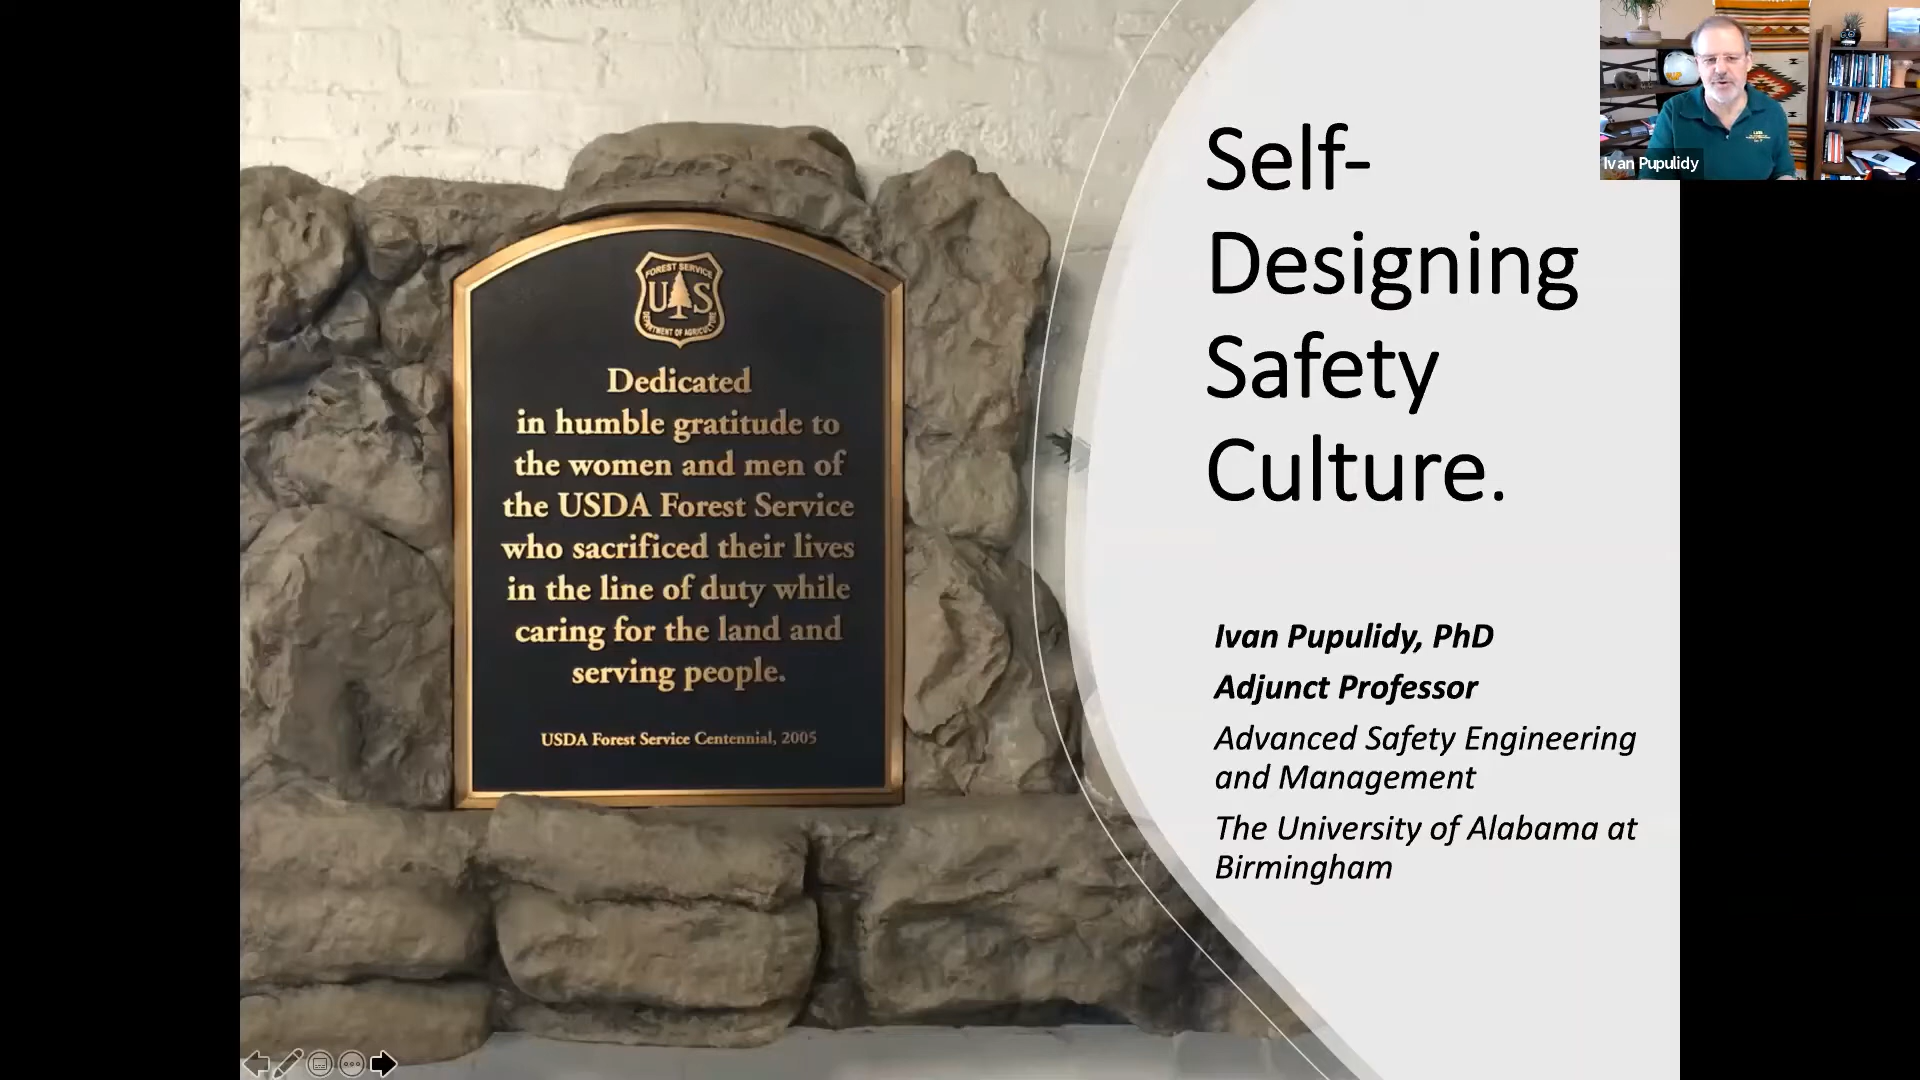 FOREST SERVICE
U S
DEPARTMENT OF AGRICULTURE
Dedicated
in humble gratitude to
the women and men of
the USDA Forest Service
who sacrificed their lives
in the line of duty while
caring for the land and
serving people.
USDA Forest Service Centennial, 2005
Self-
Designing
Safety
Culture.
Ivan Pupulidy, PhD
Adjunct Professor
Advanced Safety Engineering
and Management
The University of Alabama at
Birmingham
Ivan Pupulidy